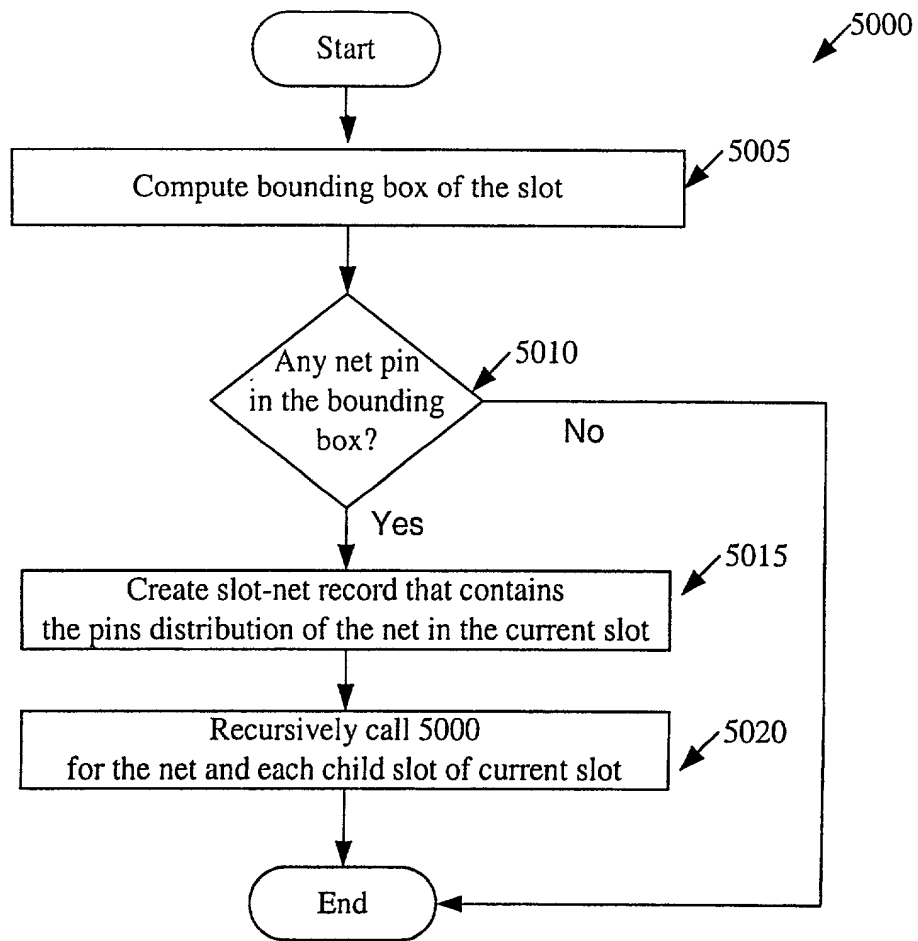 5000
Start
5005
Compute bounding box of the slot
5010
Any net pin
in the bounding
box?
No
Yes
5015
Create slot-net record that contains
the pins distribution of the net in the current slot
5020
Recursively call 5000
for the net and each child slot of current slot
End